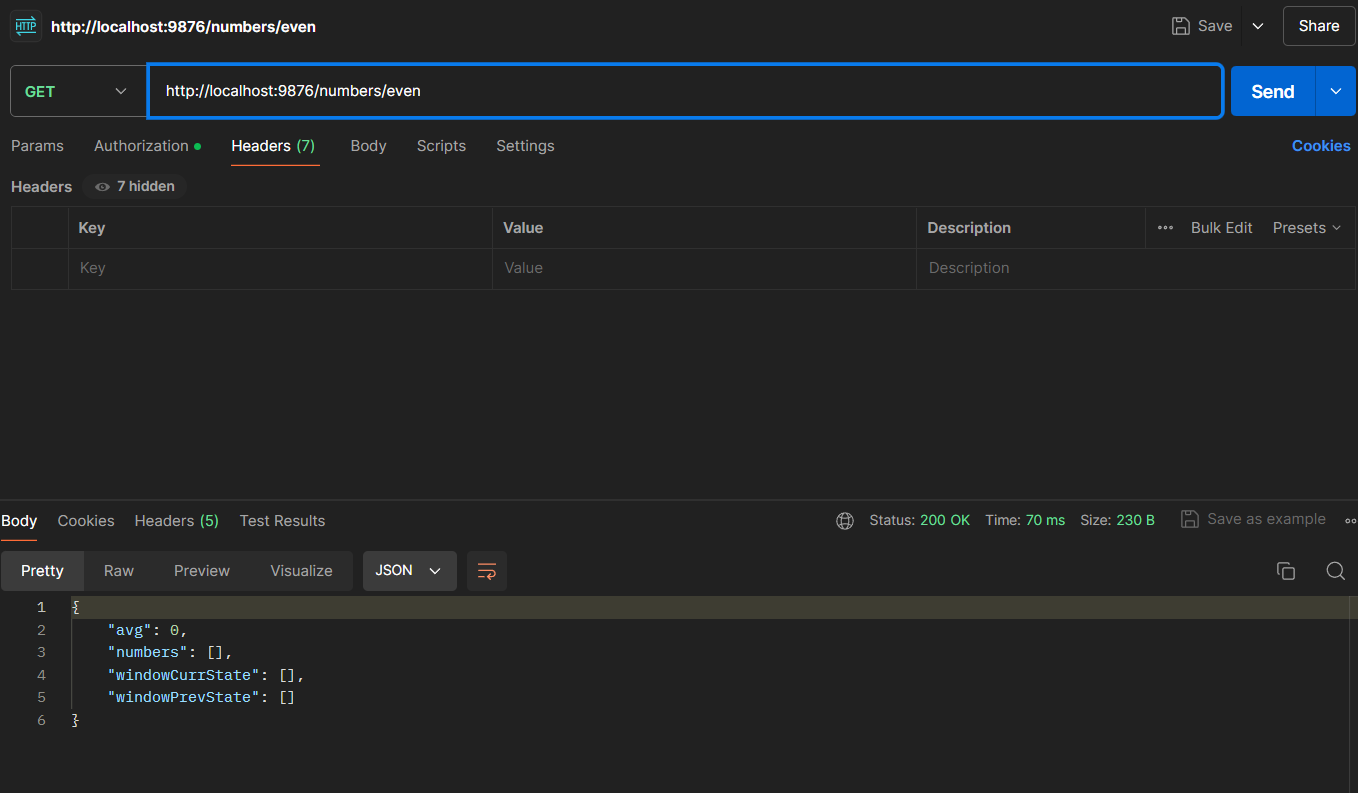 HTTP http://localhost:9876/numbers/even Save Share
GET http://localhost:9876/numbers/even Send
Params Authorization Headers (7) Body Scripts Settings Cookies
Headers 7 hidden
Key Value Description ••• Bulk Edit Presets
Key Value Description
Body Cookies Headers (5) Test Results Status: 200 OK Time: 70 ms Size: 230 B Save as example
Pretty Raw Preview Visualize JSON
1 {
2 "avg": 0,
3 "numbers": [],
4 "windowCurrState": [],
5 "windowPrevState": []
6 }